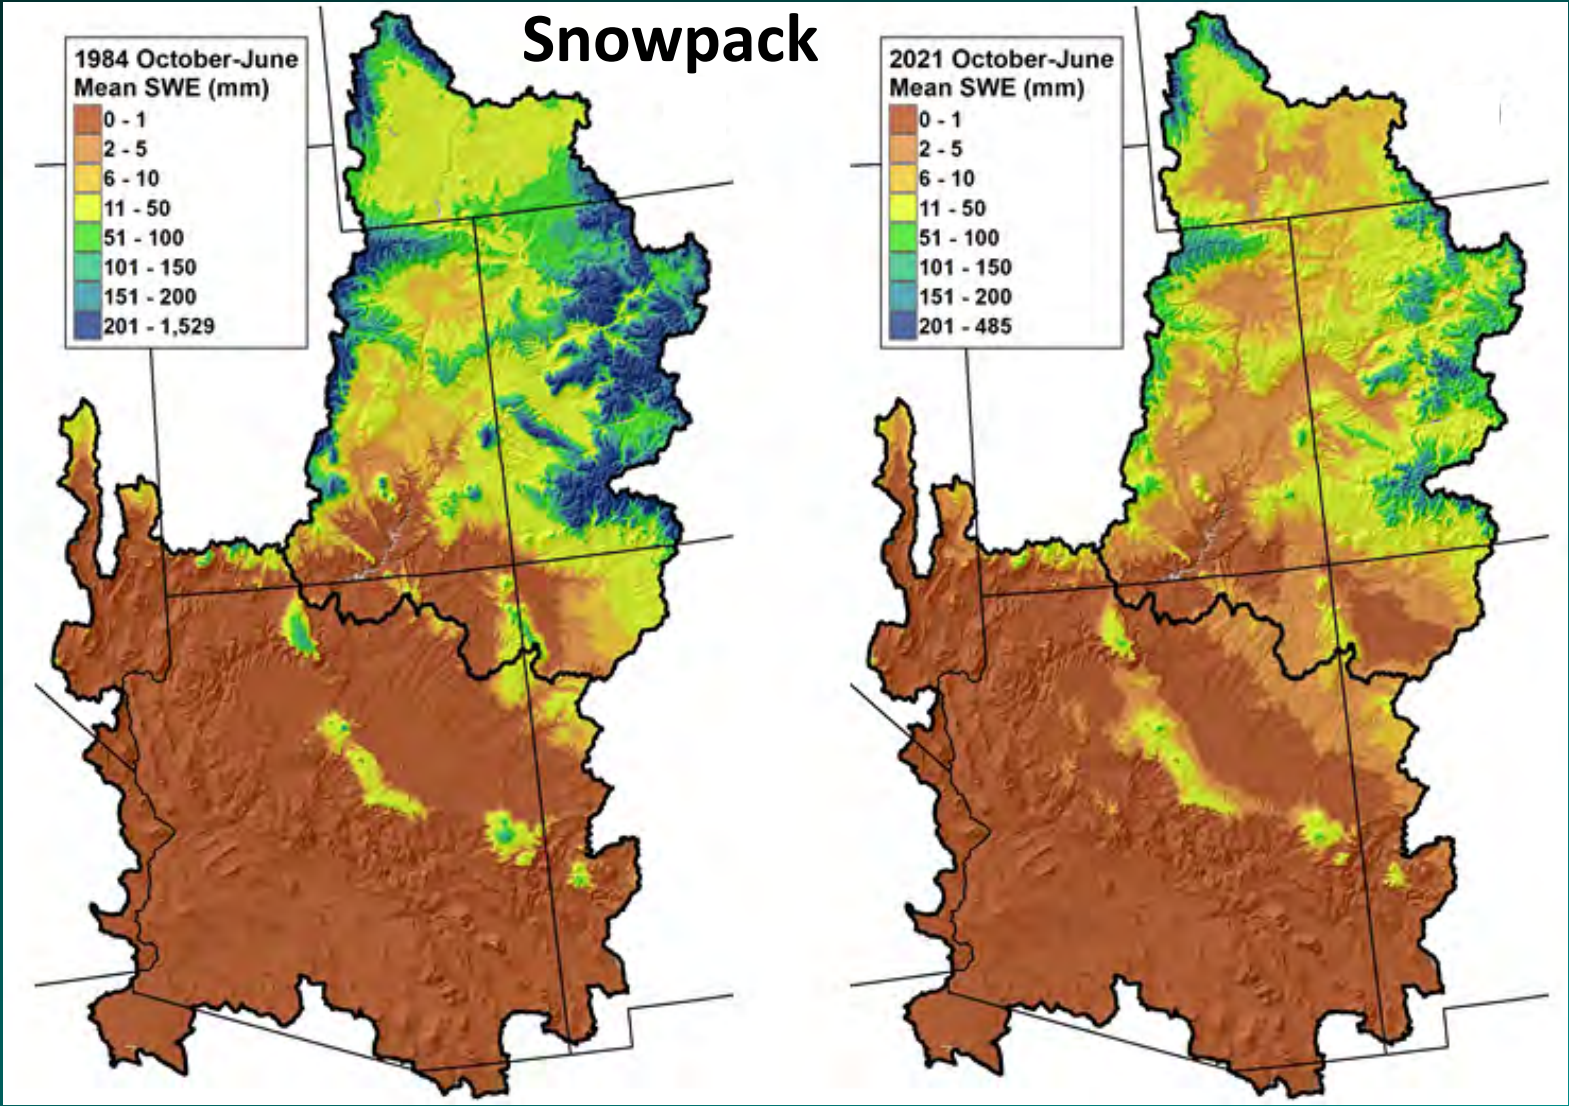 Snowpack
1984 October-June
Mean SWE (mm)
0 - 1
2 - 5
6 - 10
11 - 50
51 - 100
101 - 150
151 - 200
201 - 1,529
2021 October-June
Mean SWE (mm)
0 - 1
2 - 5
6 - 10
11 - 50
51 - 100
101 - 150
151 - 200
201 - 485